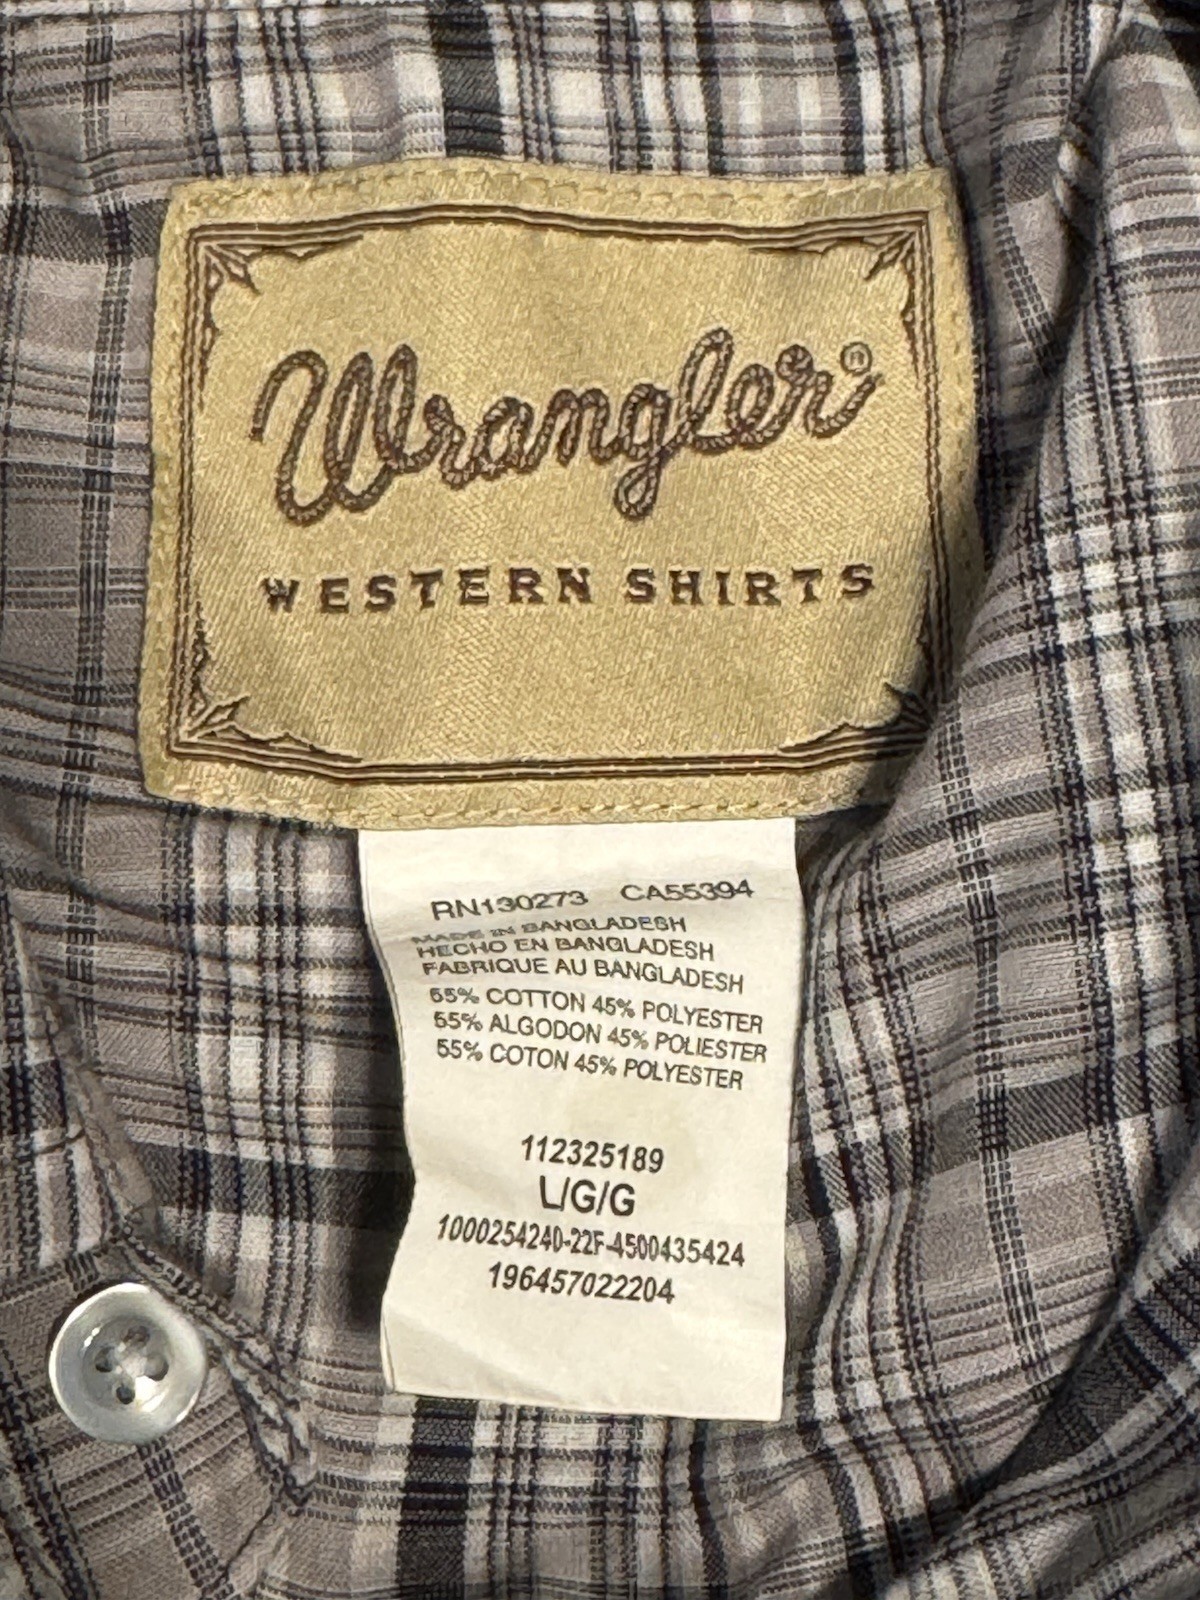 Wrangler®
WESTERN SHIRTS
RN130273 CA55394
MADE IN BANGLADESH
HECHO EN BANGLADESH
FABRIQUE AU BANGLADESH
55% COTTON 45% POLYESTER
55% ALGODON 45% POLIESTER
55% COTON 45% POLYESTER
112325189
L/G/G
1000254240-22F-4500435424
196457022204